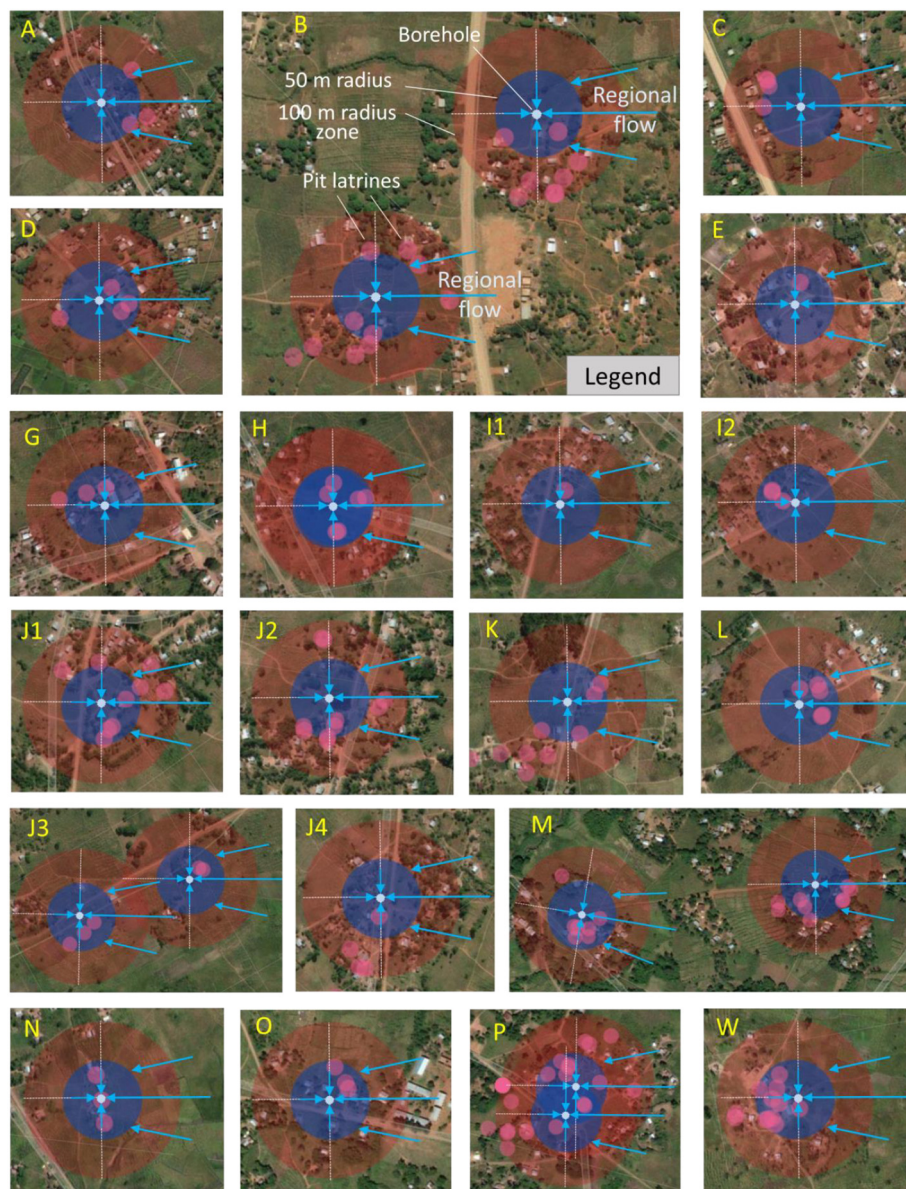 A
B
Borehole
50 m radius
100 m radius
zone
Regional
flow
Pit latrines
Regional
flow
Legend
C
D
E
G
H
I1
I2
J1
J2
K
L
J3
J4
M
N
O
P
W